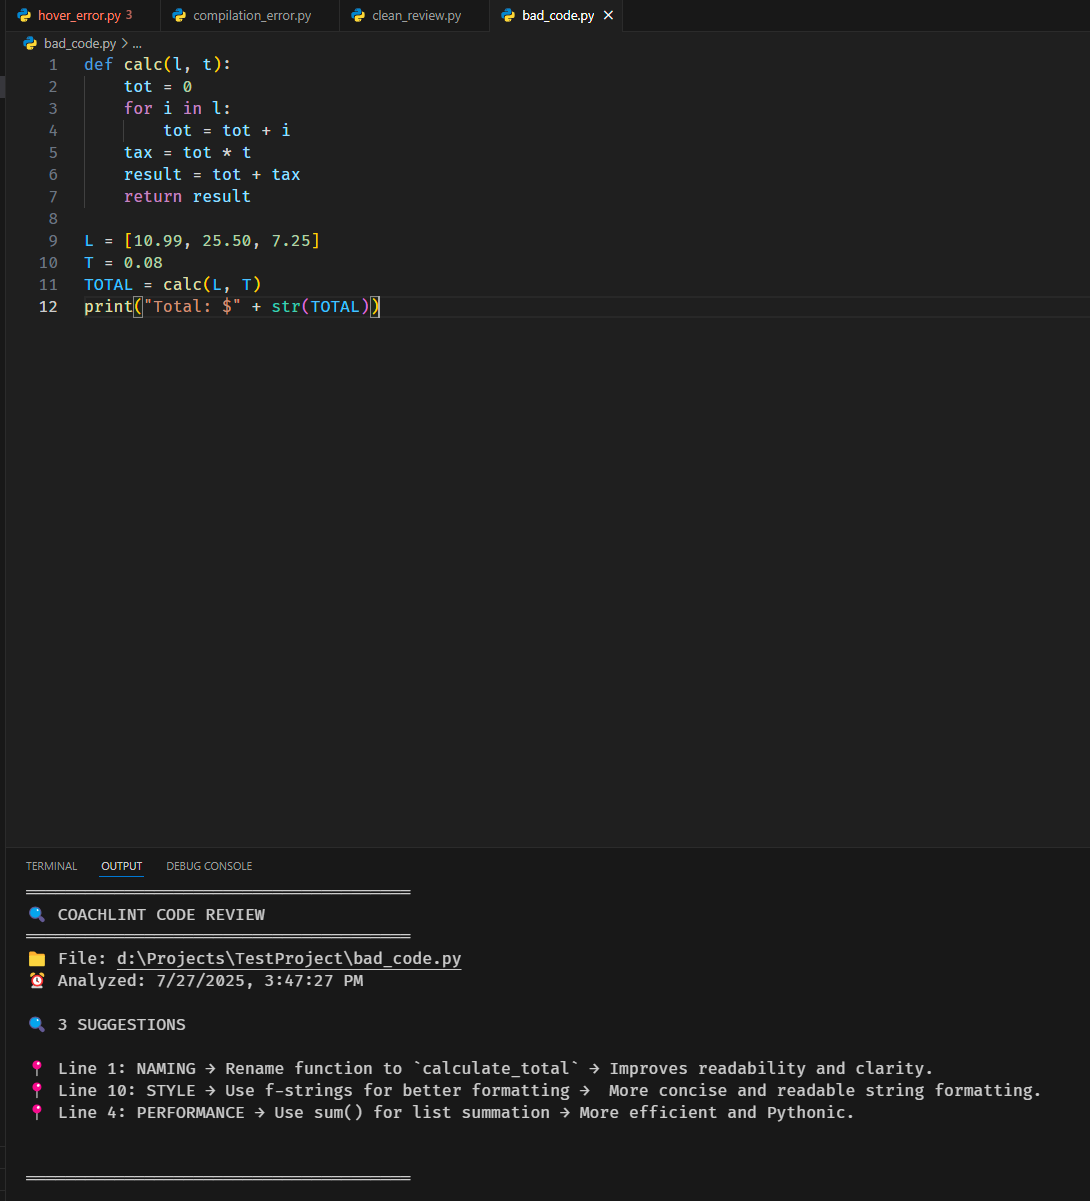 hover_error.py 3 compilation_error.py clean_review.py bad_code.py ×
bad_code.py > ...
1 def calc(l, t):
2     tot = 0
3     for i in l:
4         tot = tot + i
5     tax = tot * t
6     result = tot + tax
7     return result
8
9 L = [10.99, 25.50, 7.25]
10 T = 0.08
11 TOTAL = calc(L, T)
12 print("Total: $" + str(TOTAL))
TERMINAL OUTPUT DEBUG CONSOLE
🔍 COACHLINT CODE REVIEW
📁 File: d:\Projects\TestProject\bad_code.py
⏰ Analyzed: 7/27/2025, 3:47:27 PM
🔍 3 SUGGESTIONS
📍 Line 1: NAMING → Rename function to `calculate_total` → Improves readability and clarity.
📍 Line 10: STYLE → Use f-strings for better formatting →  More concise and readable string formatting.
📍 Line 4: PERFORMANCE → Use sum() for list summation → More efficient and Pythonic.